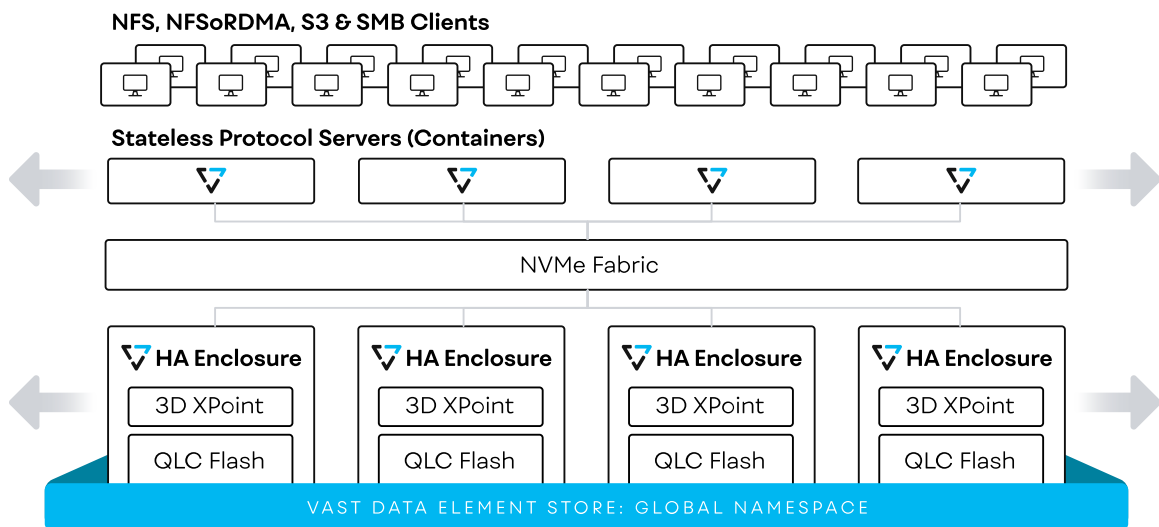 NFS, NFSoRDMA, S3 & SMB Clients
Stateless Protocol Servers (Containers)
NVMe Fabric
HA Enclosure HA Enclosure HA Enclosure HA Enclosure
3D XPoint 3D XPoint 3D XPoint 3D XPoint
QLC Flash QLC Flash QLC Flash QLC Flash
VAST DATA ELEMENT STORE: GLOBAL NAMESPACE